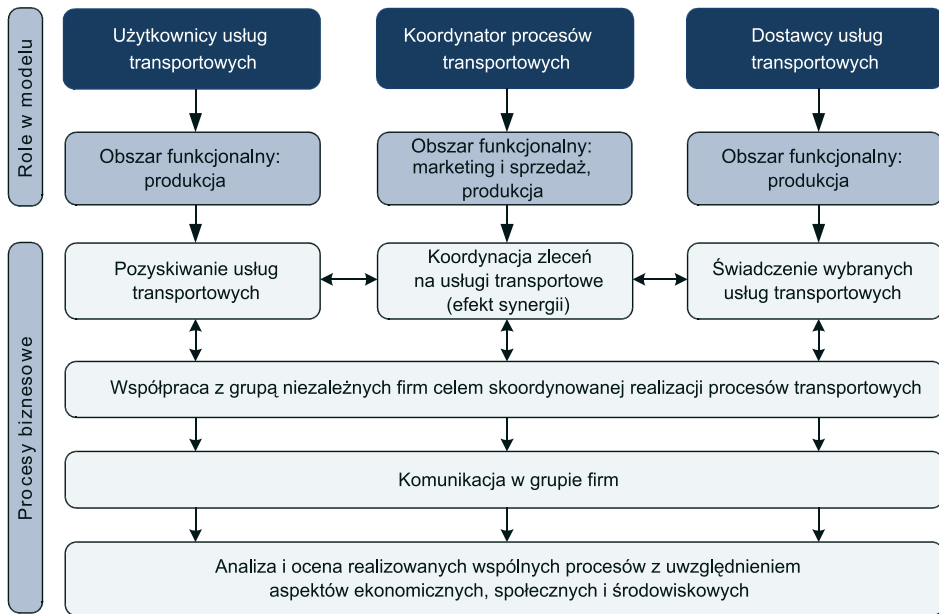 Role w modelu
Użytkownicy usług
transportowych
Koordynator procesów
transportowych
Dostawcy usług
transportowych
Obszar funkcjonalny:
produkcja
Obszar funkcjonalny:
marketing i sprzedaż,
produkcja
Obszar funkcjonalny:
produkcja
Procesy biznesowe
Pozyskiwanie usług
transportowych
Koordynacja zleceń
na usługi transportowe
(efekt synergii)
Świadczenie wybranych
usług transportowych
Współpraca z grupą niezależnych firm celem skoordynowanej realizacji procesów transportowych
Komunikacja w grupie firm
Analiza i ocena realizowanych wspólnych procesów z uwzględnieniem
aspektów ekonomicznych, społecznych i środowiskowych